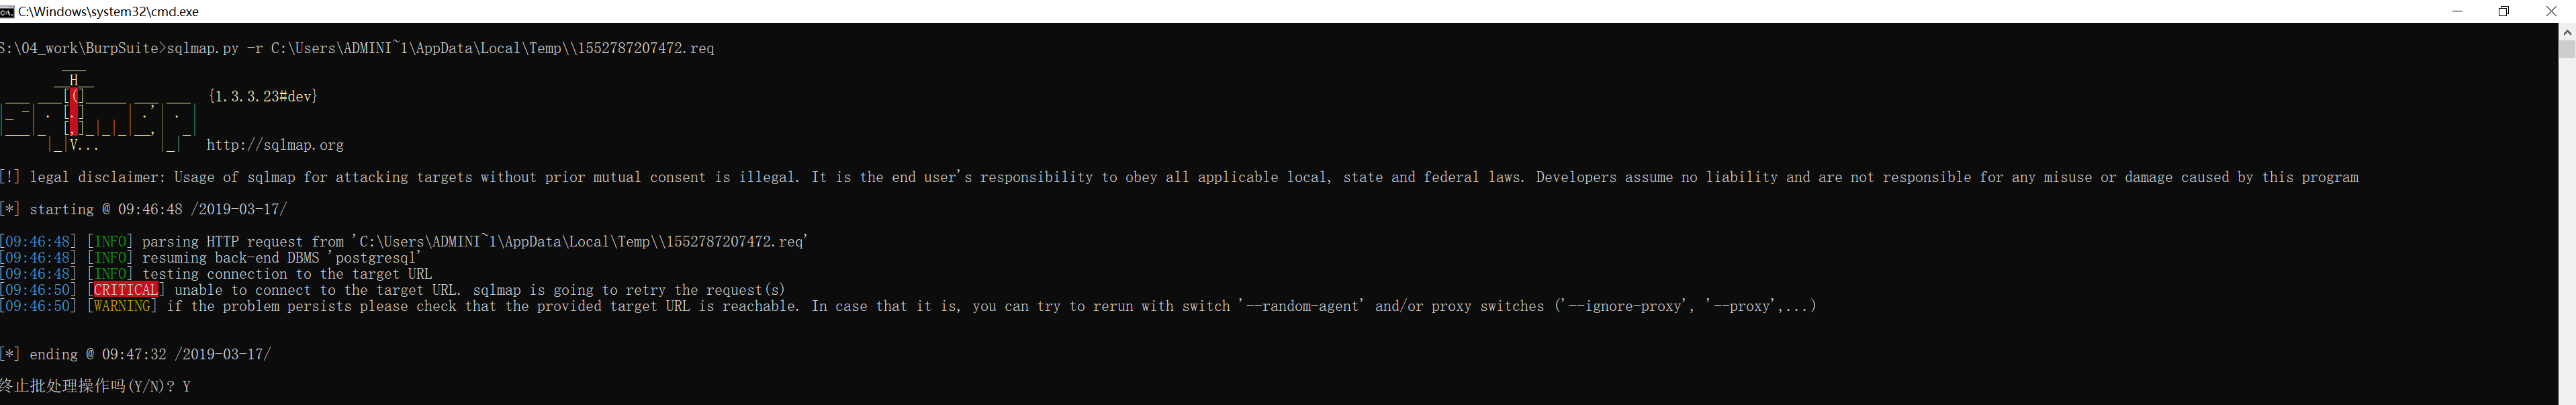 C:\Windows\system32\cmd.exe
S:\04_work\BurpSuite>sqlmap.py -r C:\Users\ADMINI~1\AppData\Local\Temp\\1552787207472.req
        ___
       __H__
 ___ ___[(]_____ ___ ___  {1.3.3.23#dev}
|_ -| . [.]     | .'| . |
|___|_  [,]_|_|_|__,|  _|
      |_|V...       |_|   http://sqlmap.org
[!] legal disclaimer: Usage of sqlmap for attacking targets without prior mutual consent is illegal. It is the end user's responsibility to obey all applicable local, state and federal laws. Developers assume no liability and are not responsible for any misuse or damage caused by this program
[*] starting @ 09:46:48 /2019-03-17/
[09:46:48] [INFO] parsing HTTP request from 'C:\Users\ADMINI~1\AppData\Local\Temp\\1552787207472.req'
[09:46:48] [INFO] resuming back-end DBMS 'postgresql'
[09:46:48] [INFO] testing connection to the target URL
[09:46:50] [CRITICAL] unable to connect to the target URL. sqlmap is going to retry the request(s)
[09:46:50] [WARNING] if the problem persists please check that the provided target URL is reachable. In case that it is, you can try to rerun with switch '--random-agent' and/or proxy switches ('--ignore-proxy', '--proxy',...)
[*] ending @ 09:47:32 /2019-03-17/
终止批处理操作吗(Y/N)? Y